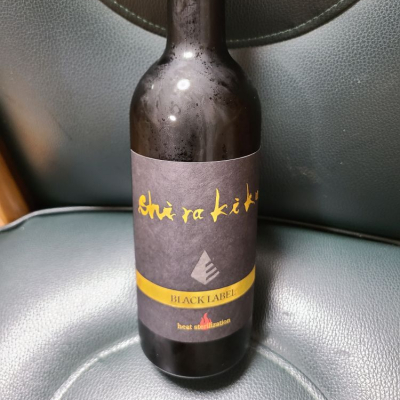 shirakiku
BLACK LABEL
heat sterilization